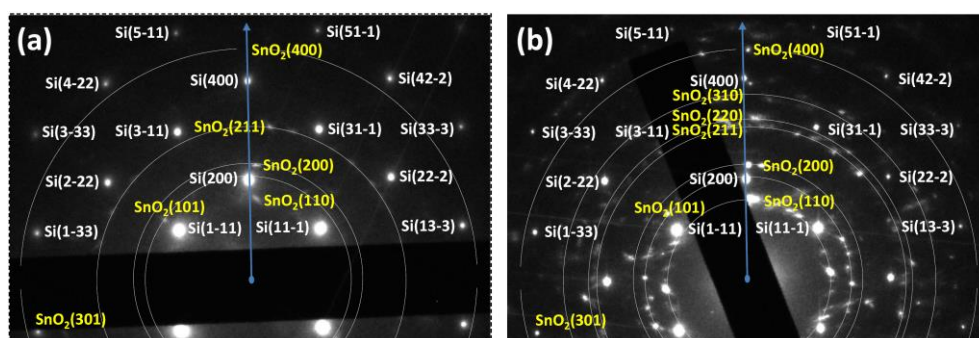 (a)
Si(5-11)
Si(51-1)
SnO₂(400)
Si(4-22)
Si(400)
Si(42-2)
Si(3-33)
Si(3-11)
SnO₂(211)
Si(31-1)
Si(33-3)
SnO₂(200)
Si(2-22)
Si(200)
Si(22-2)
SnO₂(101)
SnO₂(110)
Si(1-33)
Si(1-11)
Si(11-1)
Si(13-3)
SnO₂(301)
(b)
Si(5-11)
Si(51-1)
SnO₂(400)
Si(4-22)
Si(400)
Si(42-2)
SnO₂(310)
SnO₂(220)
Si(3-33)
Si(3-11)
SnO₂(211)
Si(31-1)
Si(33-3)
SnO₂(200)
Si(2-22)
Si(200)
Si(22-2)
SnO₂(101)
SnO₂(110)
Si(1-33)
Si(1-11)
Si(11-1)
Si(13-3)
SnO₂(301)